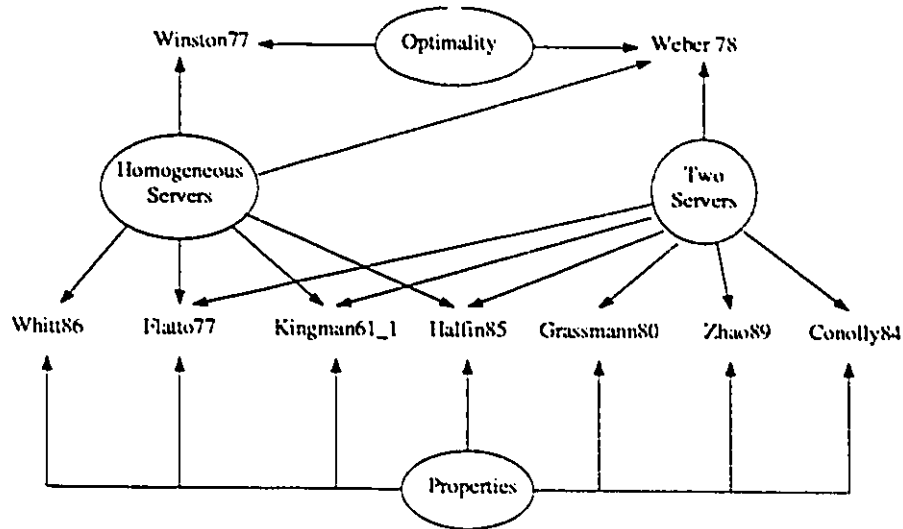 Winston77
Optimality
Weber 78
Homogeneous
Servers
Two
Servers
Whitt86
Flatto77
Kingman61_1
Halfin85
Grassmann80
Zhao89
Conolly84
Properties